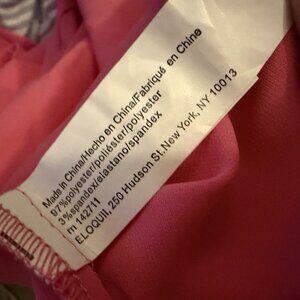 Made in China/Hecho en China/Fabriqué en Chine
97%polyester/poliéster/polyester
3%spandex/elastano/spandex
rn 142711
ELOQUII, 250 Hudson St.New York, NY 10013